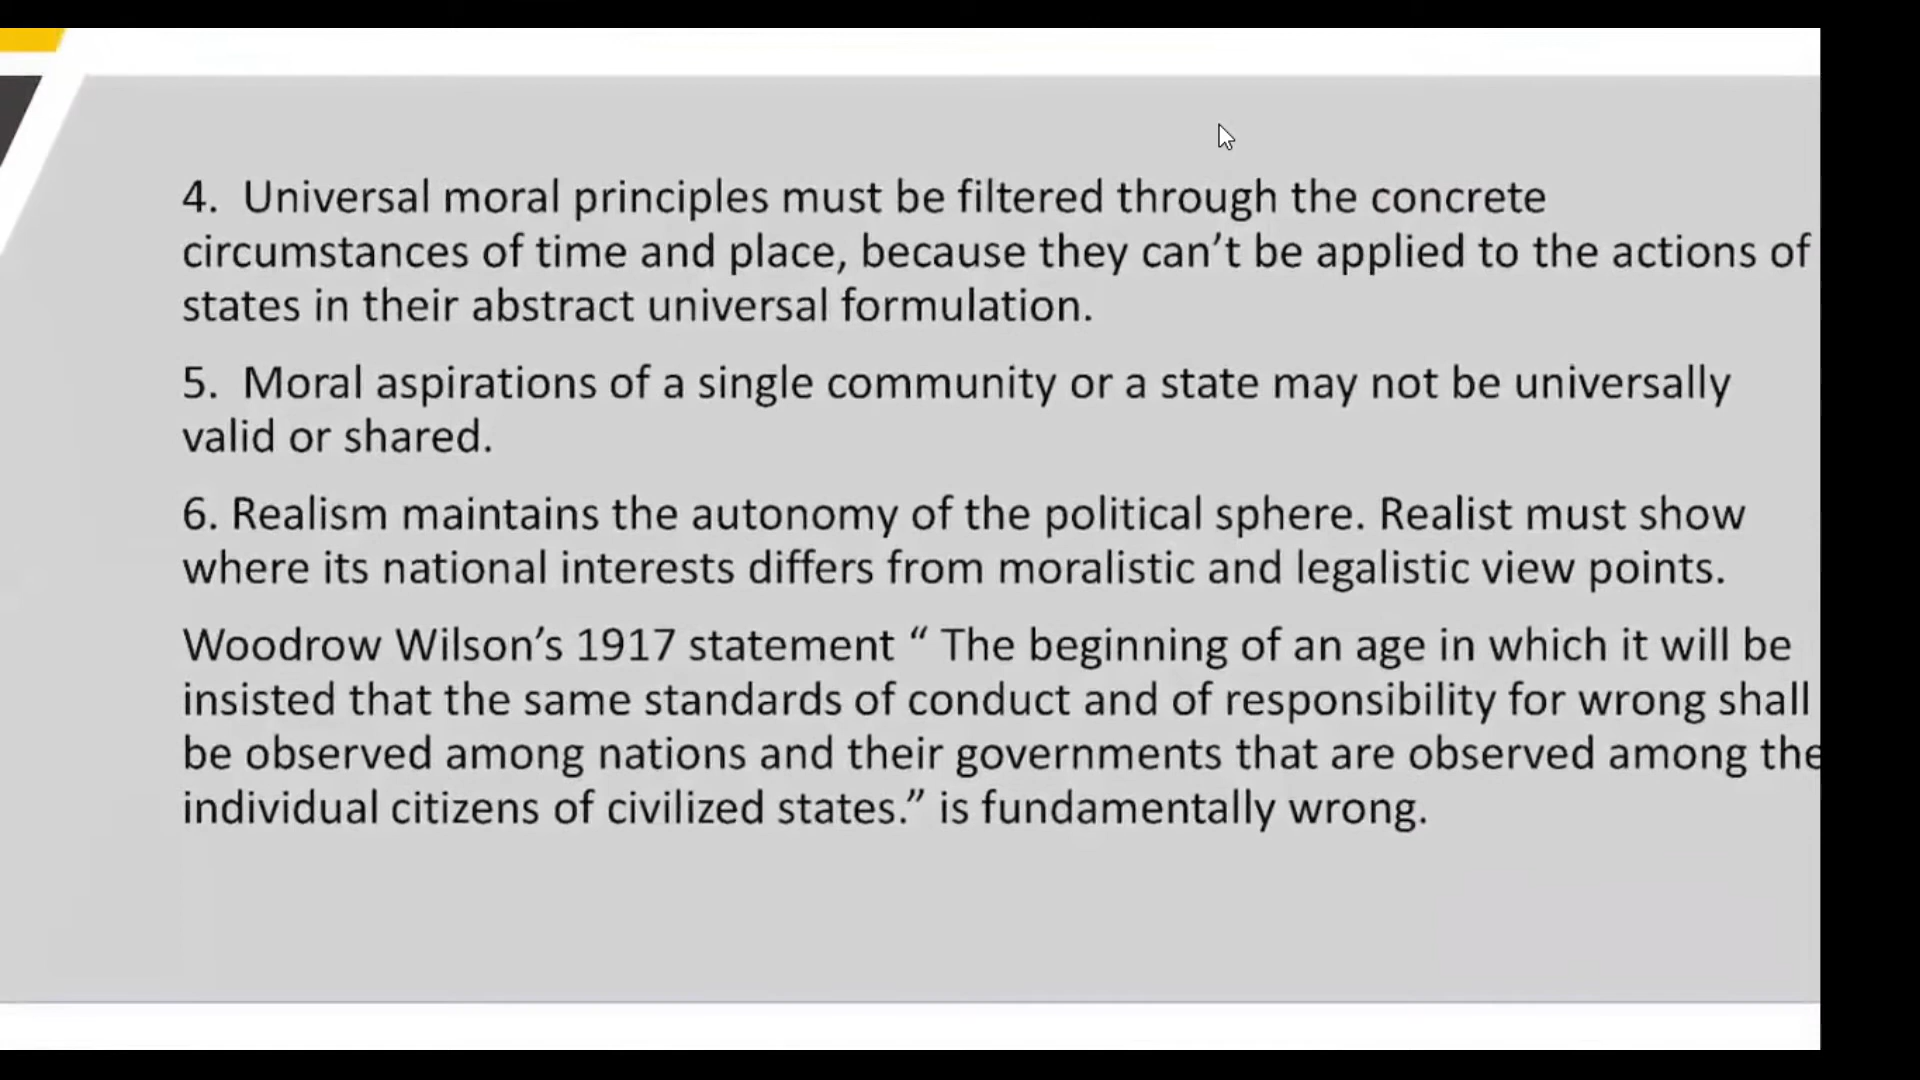 4. Universal moral principles must be filtered through the concrete
circumstances of time and place, because they can’t be applied to the actions of
states in their abstract universal formulation.
5. Moral aspirations of a single community or a state may not be universally
valid or shared.
6. Realism maintains the autonomy of the political sphere. Realist must show
where its national interests differs from moralistic and legalistic view points.
Woodrow Wilson’s 1917 statement “ The beginning of an age in which it will be
insisted that the same standards of conduct and of responsibility for wrong shall
be observed among nations and their governments that are observed among the
individual citizens of civilized states.” is fundamentally wrong.